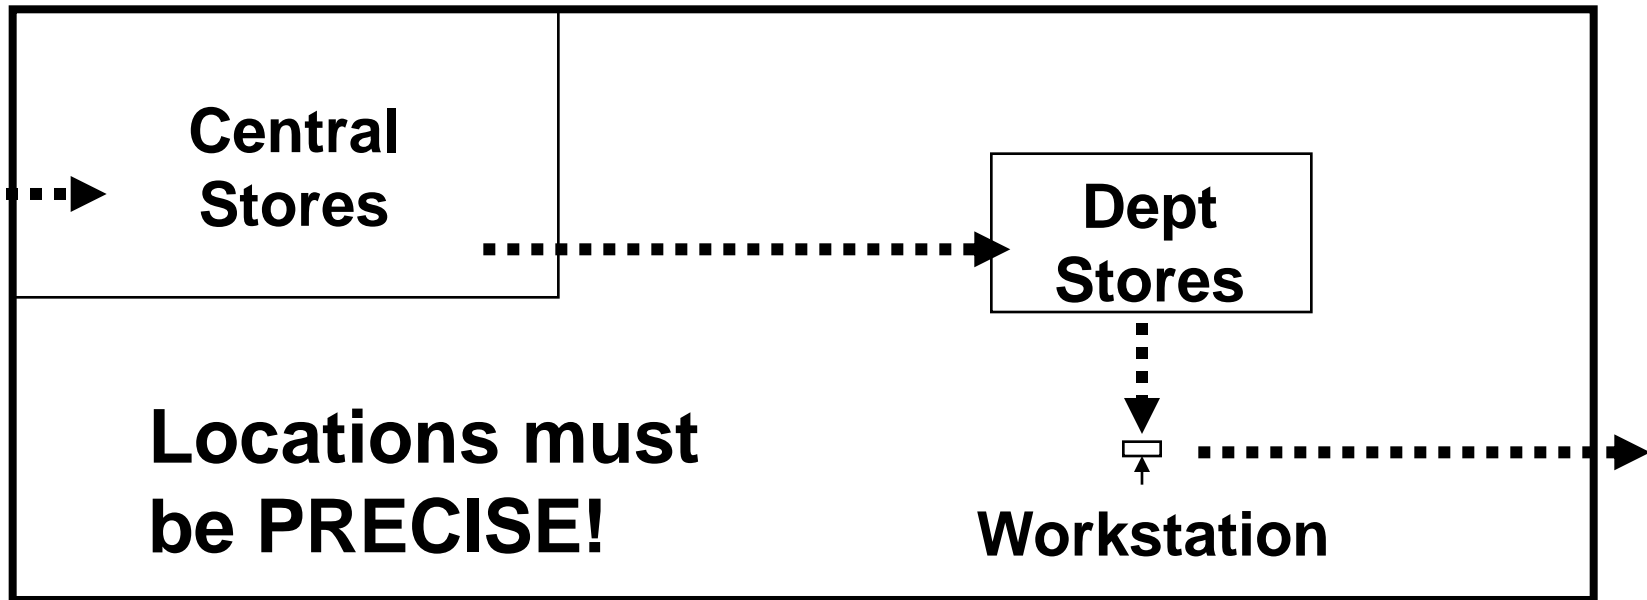 Central
Stores
Dept
Stores
Locations must
be PRECISE!
Workstation